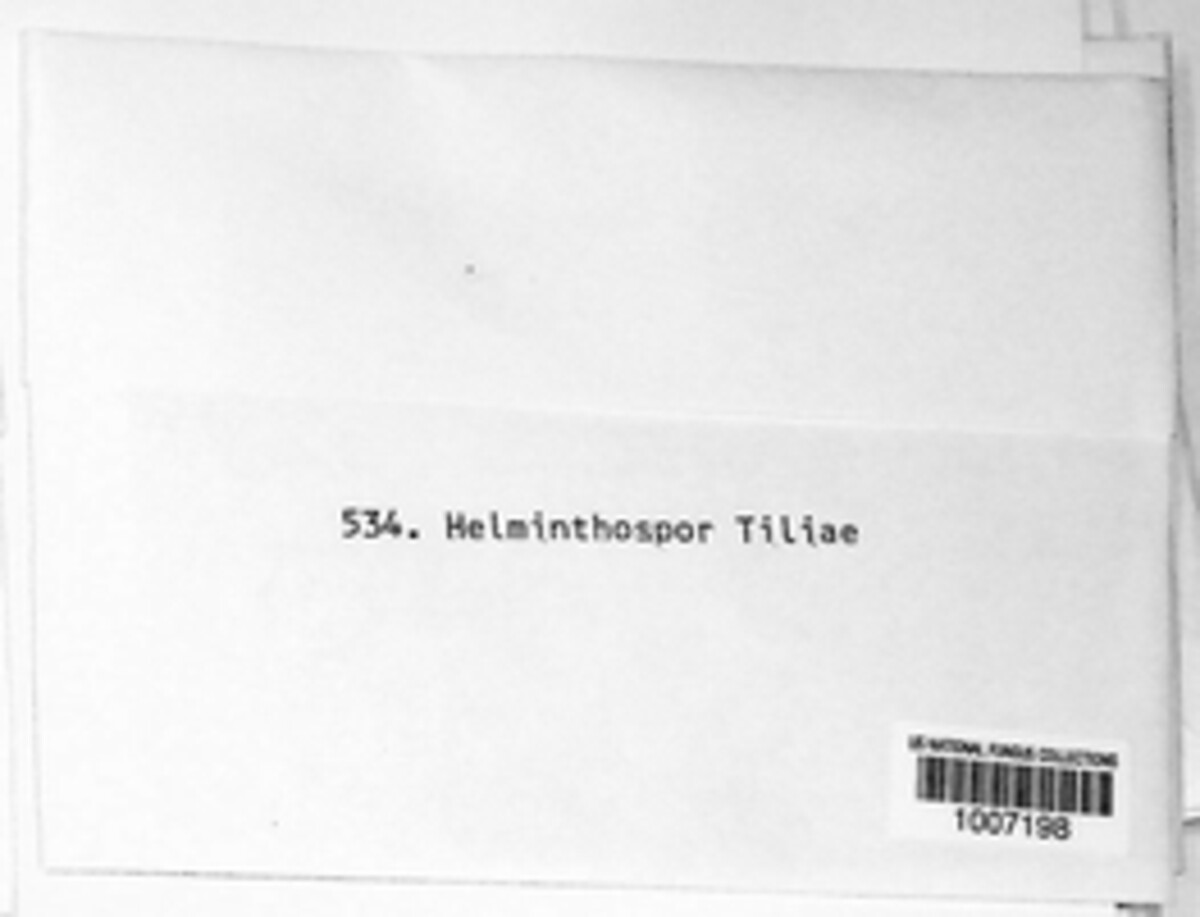 534. Helminthospor Tiliae
US NATIONAL FUNGUS COLLECTIONS
1007198